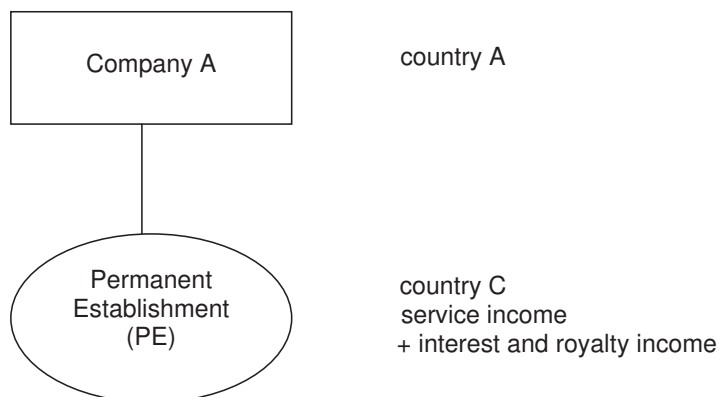 Company A
country A
Permanent
Establishment
(PE)
country C
service income
+ interest and royalty income